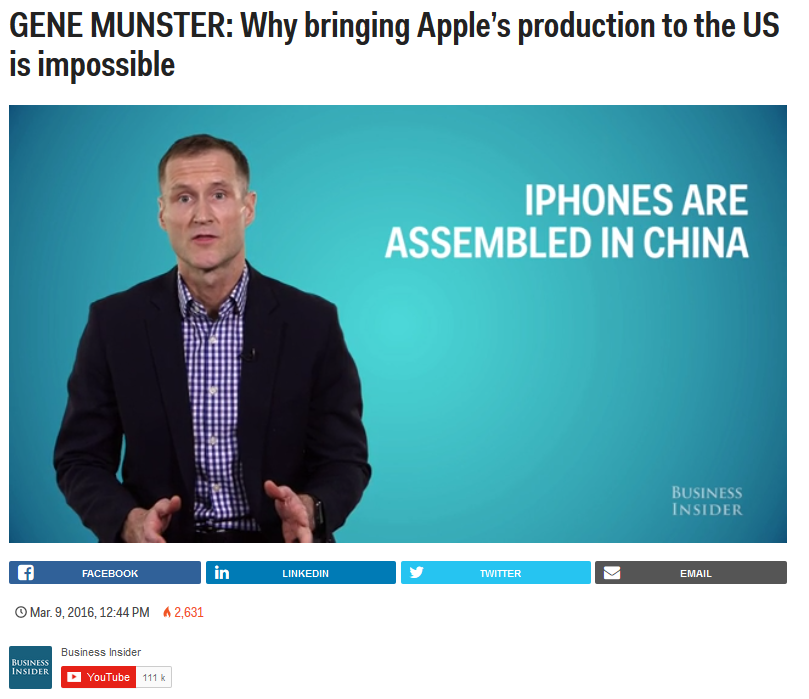 GENE MUNSTER: Why bringing Apple's production to the US
is impossible
IPHONES ARE
ASSEMBLED IN CHINA
BUSINESS
INSIDER
FACEBOOK
LINKEDIN
TWITTER
EMAIL
Mar. 9, 2016, 12:44 PM 2,631
BUSINESS
INSIDER
Business Insider
YouTube 111 k